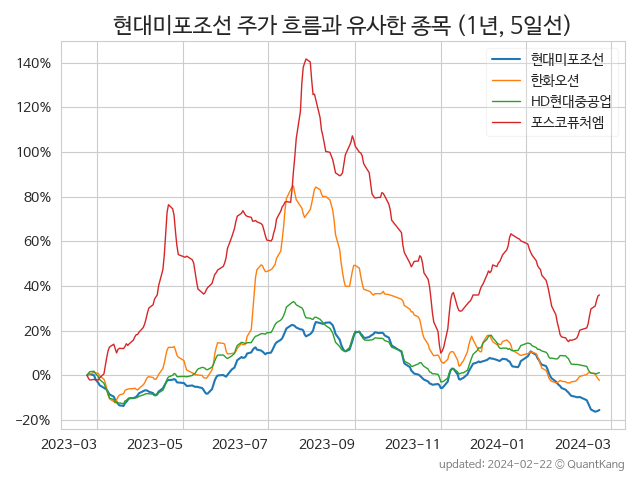 현대미포조선 주가 흐름과 유사한 종목 (1년, 5일선)
현대미포조선
한화오션
HD현대중공업
포스코퓨처엠
140%
120%
100%
80%
60%
40%
20%
0%
−20%
2023-03 2023-05 2023-07 2023-09 2023-11 2024-01 2024-03
updated: 2024-02-22 © QuantKang